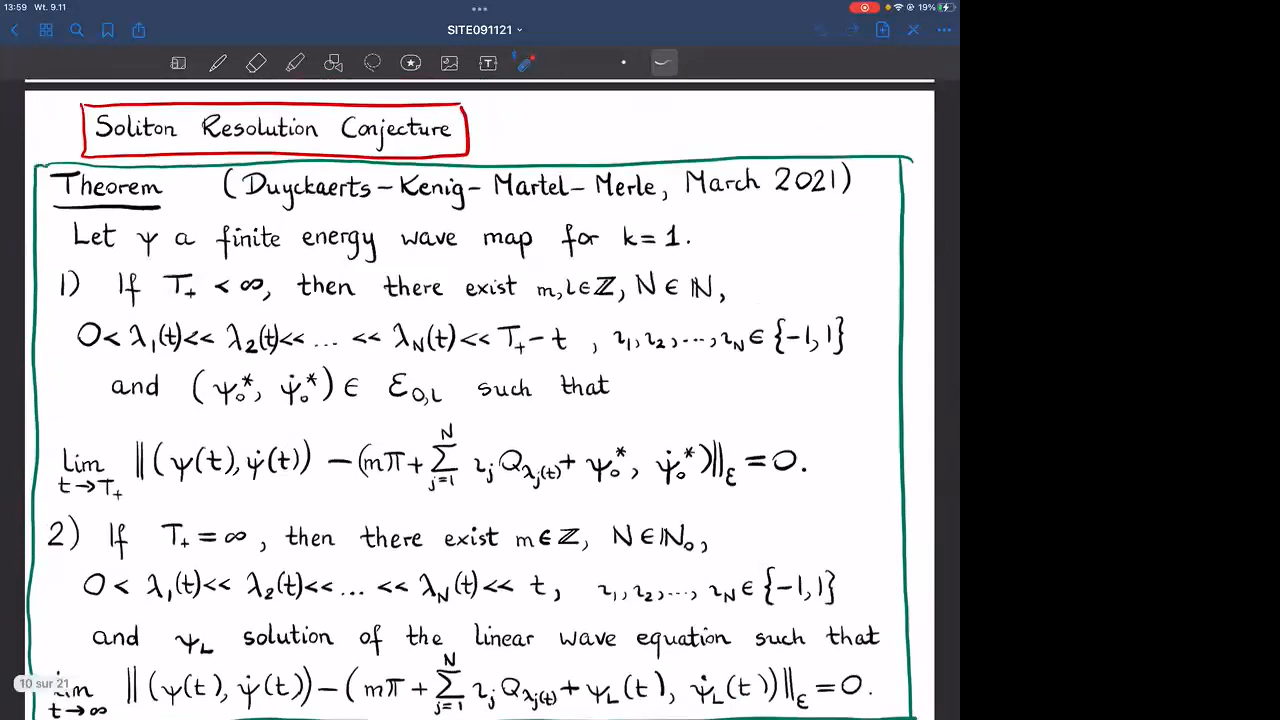 13:59 Wt. 9.11
19%
SITE091121
Soliton Resolution Conjecture
Theorem (Duyckaerts-Kenig-Martel-Merle, March 2021)
Let ψ a finite energy wave map for k=1.
1) If T₊ < ∞, then there exist m, l ∈ ℤ, N ∈ ℕ,
0 < λ₁(t) << λ₂(t) << ... << λ_N(t) << T₊ - t, ι₁, ι₂, ..., ι_N ∈ {-1, 1}
and (ψ₀*, ψ̇₀*) ∈ ℰ_{0,l} such that
lim_{t→T₊} ‖(ψ(t), ψ̇(t)) - (mπ + ∑_{j=1}^{N} ι_j Q_{λ_j(t)} + ψ₀*, ψ̇₀*)‖_ℰ = 0.
2) If T₊ = ∞, then there exist m ∈ ℤ, N ∈ ℕ₀,
0 < λ₁(t) << λ₂(t) << ... << λ_N(t) << t, ι₁, ι₂, ..., ι_N ∈ {-1, 1}
and ψ_L solution of the linear wave equation such that
lim_{t→∞} ‖(ψ(t), ψ̇(t)) - (mπ + ∑_{j=1}^{N} ι_j Q_{λ_j(t)} + ψ_L(t), ψ̇_L(t))‖_ℰ = 0.
10 sur 21